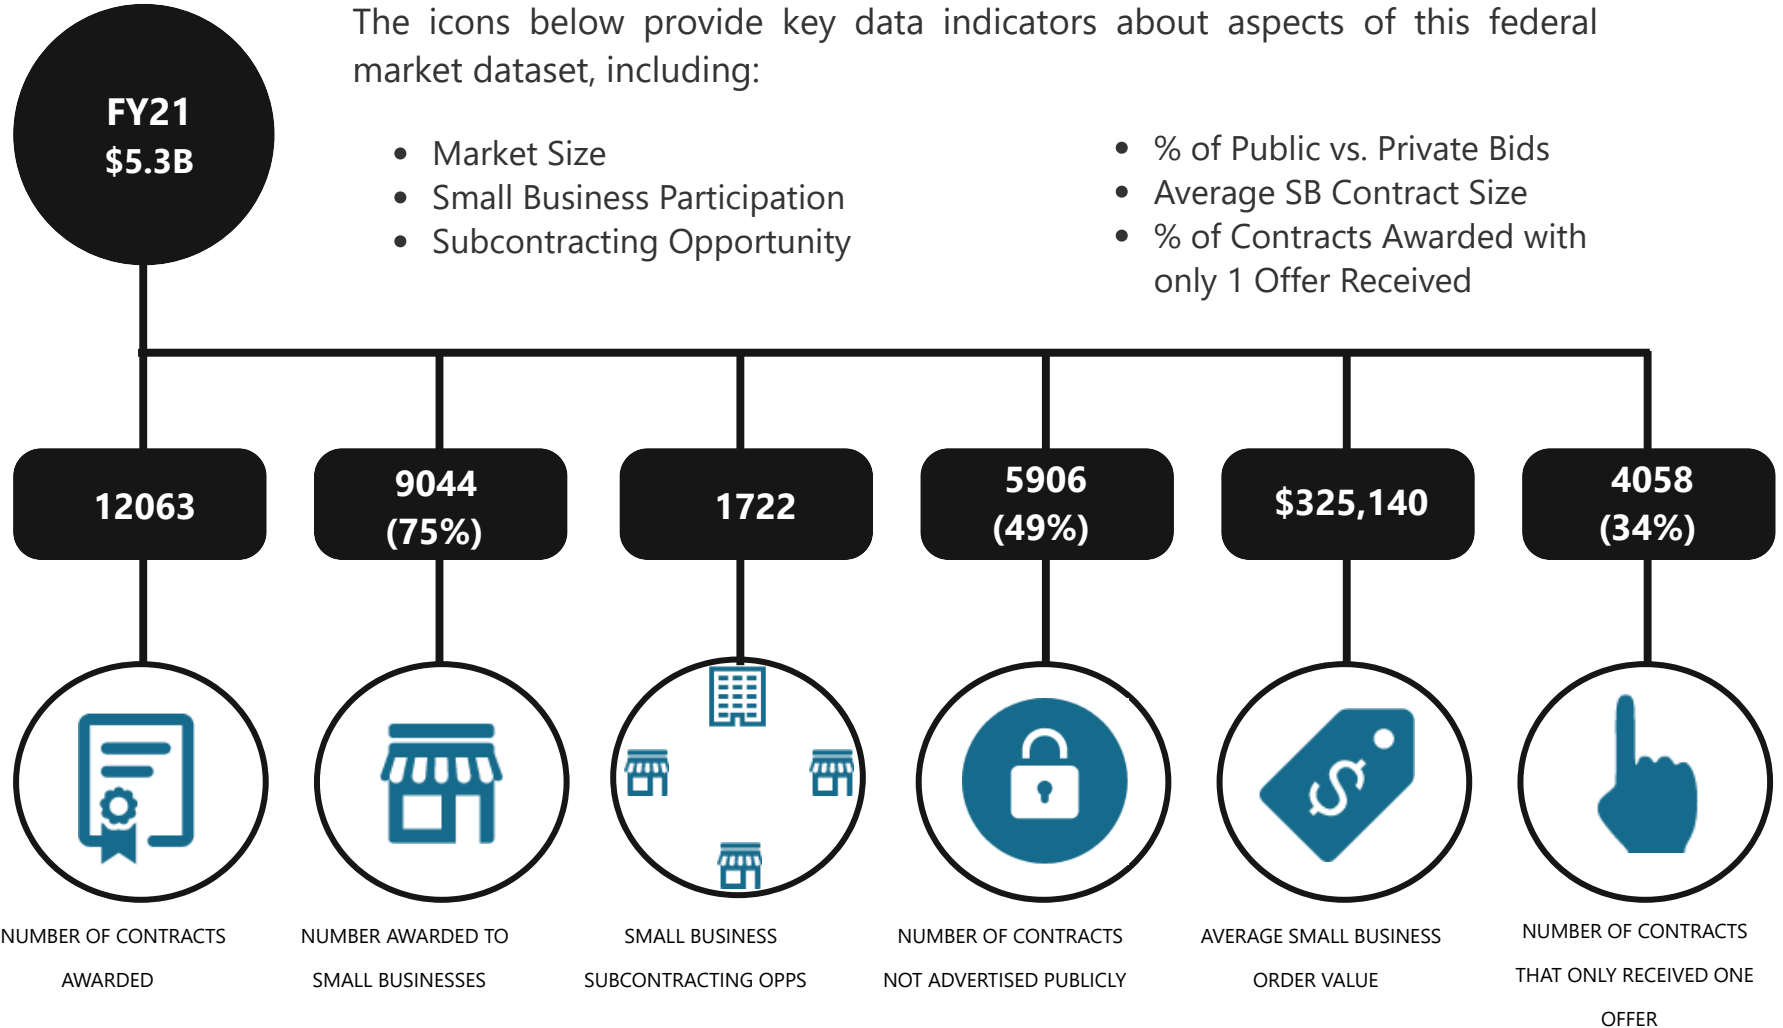 The icons below provide key data indicators about aspects of this federal
market dataset, including:
FY21
$5.3B
• Market Size
• Small Business Participation
• Subcontracting Opportunity
• % of Public vs. Private Bids
• Average SB Contract Size
• % of Contracts Awarded with
only 1 Offer Received
12063
9044
(75%)
1722
5906
(49%)
$325,140
4058
(34%)
NUMBER OF CONTRACTS
AWARDED
NUMBER AWARDED TO
SMALL BUSINESSES
SMALL BUSINESS
SUBCONTRACTING OPPS
NUMBER OF CONTRACTS
NOT ADVERTISED PUBLICLY
AVERAGE SMALL BUSINESS
ORDER VALUE
NUMBER OF CONTRACTS
THAT ONLY RECEIVED ONE
OFFER